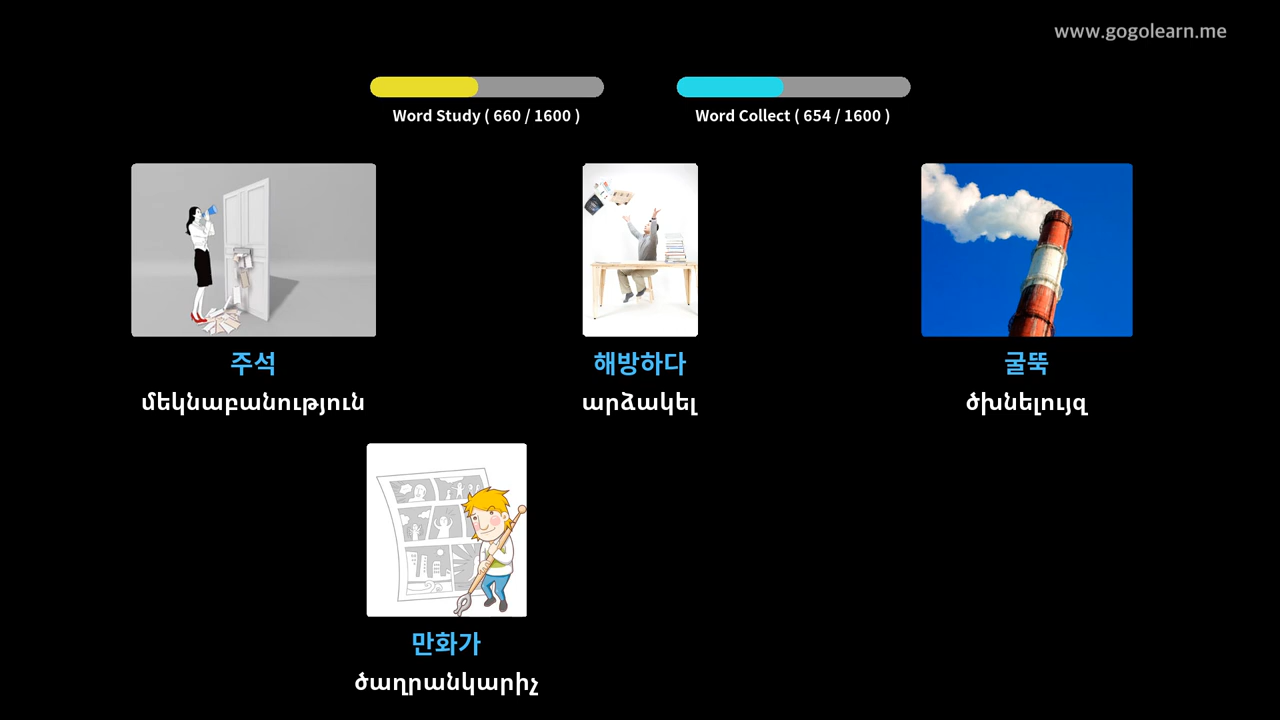 www.gogolearn.me
Word Study ( 660 / 1600 )
Word Collect ( 654 / 1600 )
주석
해방하다
굴뚝
մեկնաբանություն
արձակել
ծխնելույզ
만화가
ծաղրանկարիչ